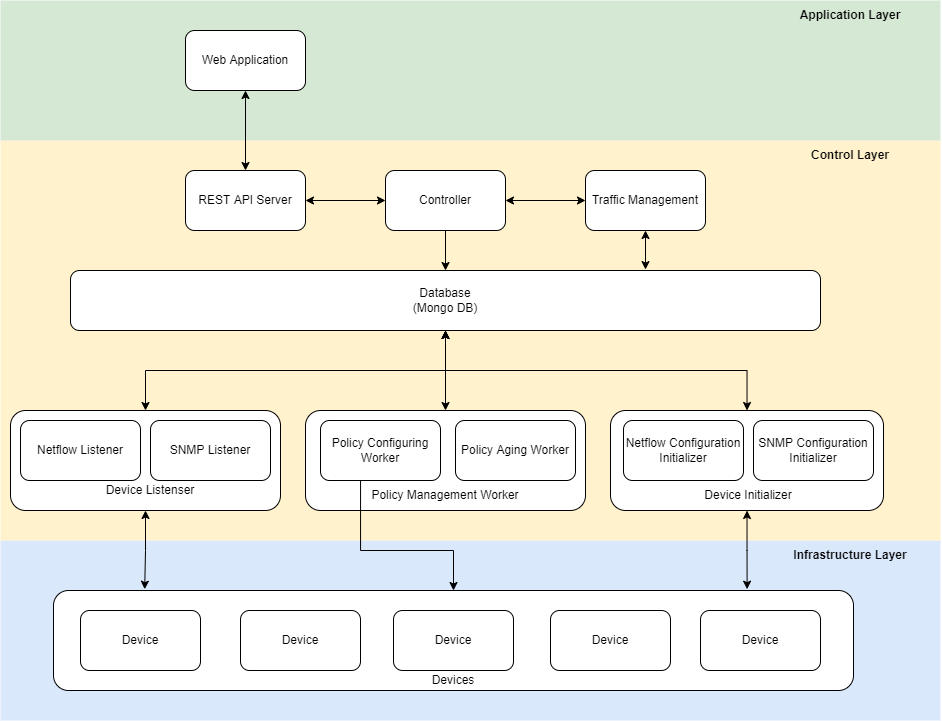 Application Layer
Web Application
Control Layer
REST API Server
Controller
Traffic Management
Database
(Mongo DB)
Netflow Listener
SNMP Listener
Device Listenser
Policy Configuring
Worker
Policy Aging Worker
Policy Management Worker
Netflow Configuration
Initializer
SNMP Configuration
Initializer
Device Initializer
Infrastructure Layer
Device
Device
Device
Device
Device
Devices